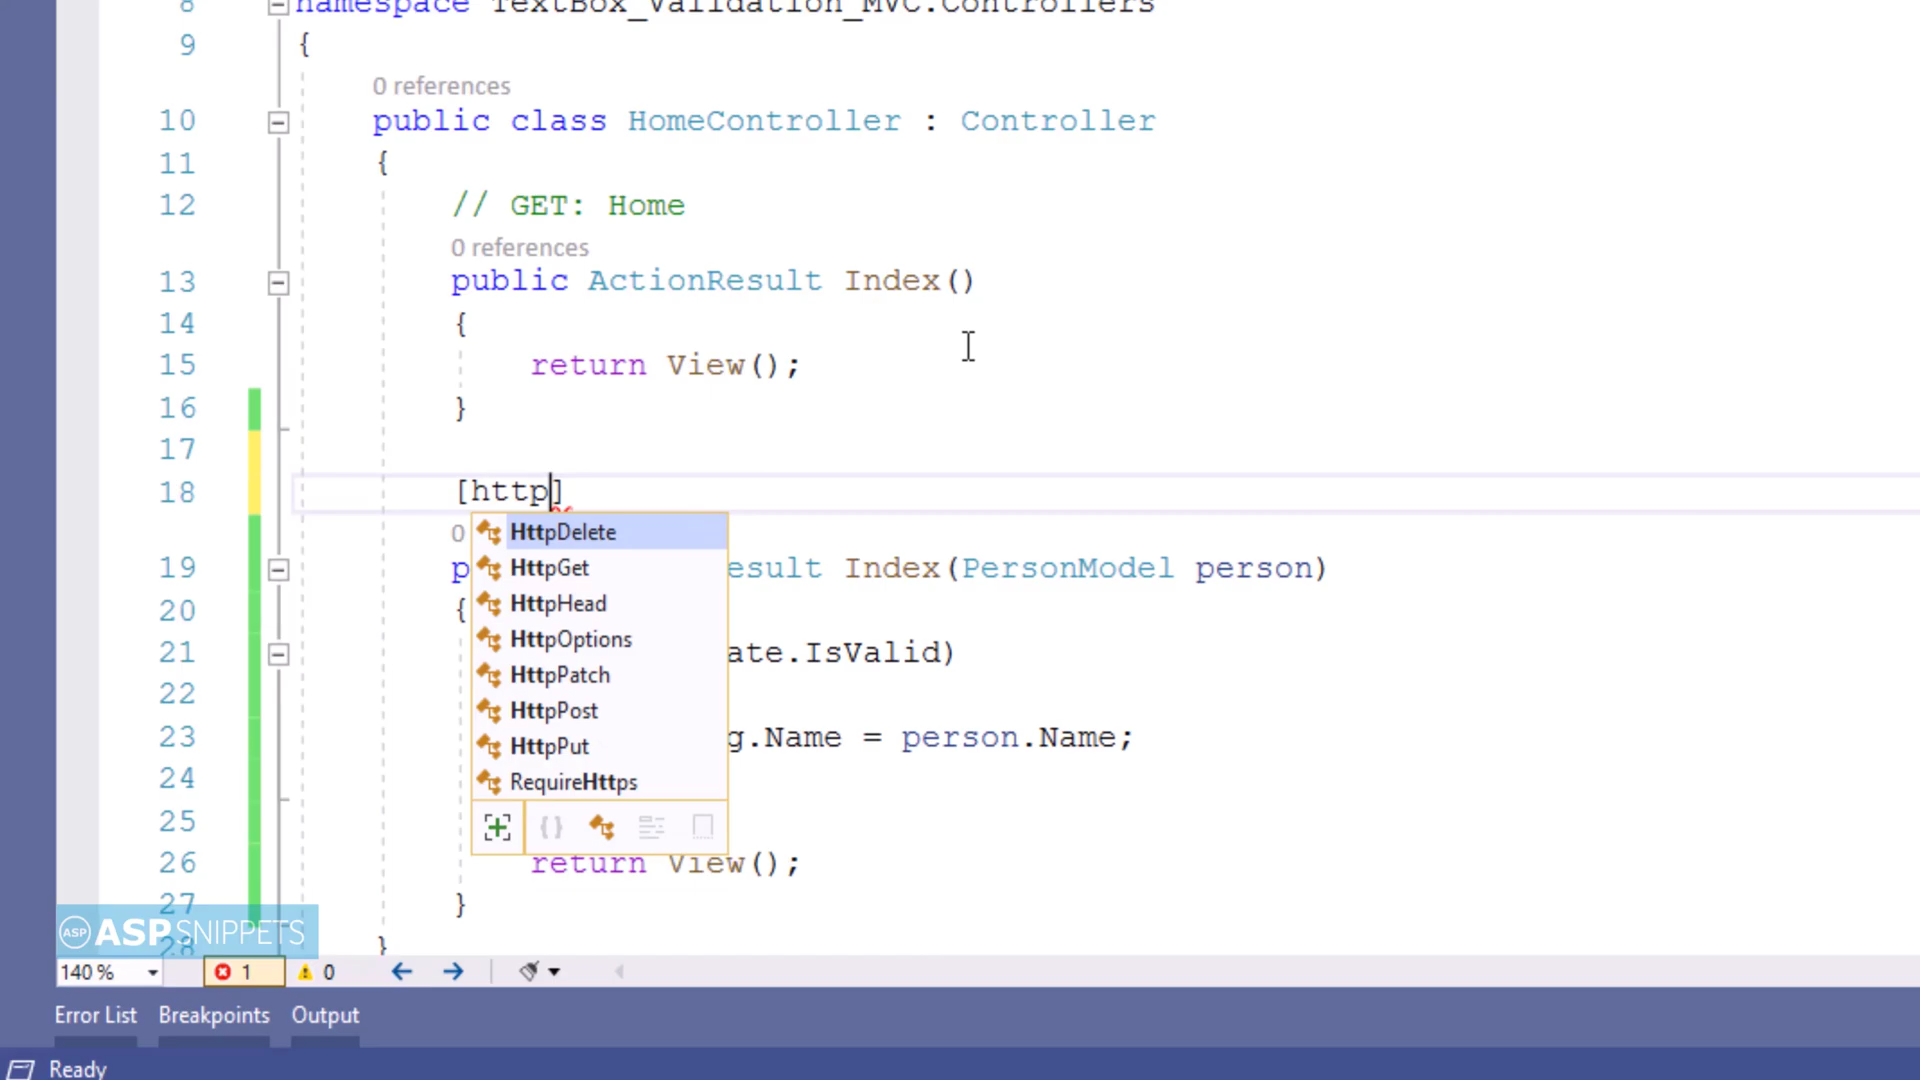 8 namespace TextBox_Validation_MVC.Controllers
9 {
0 references
10 public class HomeController : Controller
11 {
12 // GET: Home
0 references
13 public ActionResult Index()
14 {
15 return View();
16 }
17
18 [http]
0
HttpDelete
HttpGet
19 p esult Index(PersonModel person)
HttpHead
20 {
HttpOptions
21 ate.IsValid)
HttpPatch
22
HttpPost
23 g.Name = person.Name;
HttpPut
24
RequireHttps
25
26 return View();
27 }
28 }
ASP ASPSNIPPETS
140 % 1 0
Error List Breakpoints Output
Ready